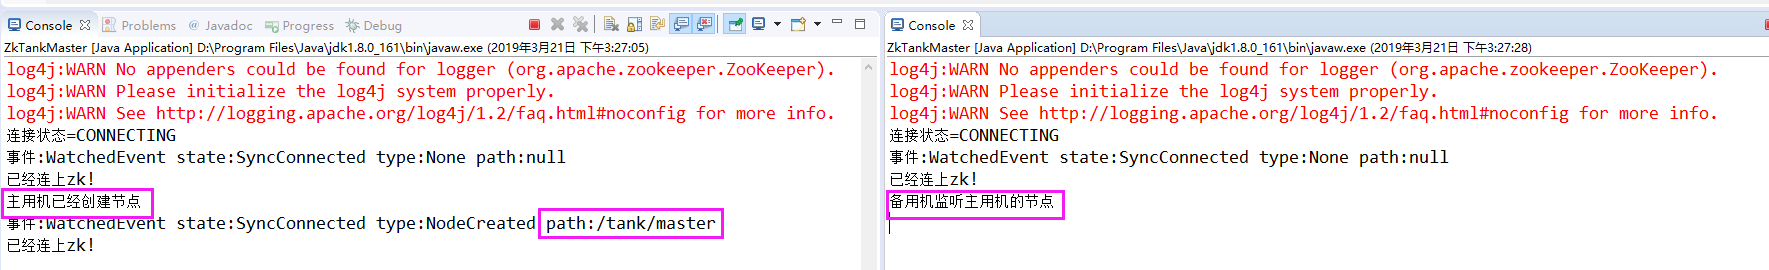 Console Problems @ Javadoc Progress Debug
ZkTankMaster [Java Application] D:\Program Files\Java\jdk1.8.0_161\bin\javaw.exe (2019年3月21日 下午3:27:05)
log4j:WARN No appenders could be found for logger (org.apache.zookeeper.ZooKeeper).
log4j:WARN Please initialize the log4j system properly.
log4j:WARN See http://logging.apache.org/log4j/1.2/faq.html#noconfig for more info.
连接状态=CONNECTING
事件:WatchedEvent state:SyncConnected type:None path:null
已经连上zk!
主用机已经创建节点
事件:WatchedEvent state:SyncConnected type:NodeCreated path:/tank/master
已经连上zk!
Console
ZkTankMaster [Java Application] D:\Program Files\Java\jdk1.8.0_161\bin\javaw.exe (2019年3月21日 下午3:27:28)
log4j:WARN No appenders could be found for logger (org.apache.zookeeper.ZooKeeper).
log4j:WARN Please initialize the log4j system properly.
log4j:WARN See http://logging.apache.org/log4j/1.2/faq.html#noconfig for more info.
连接状态=CONNECTING
事件:WatchedEvent state:SyncConnected type:None path:null
已经连上zk!
备用机监听主用机的节点